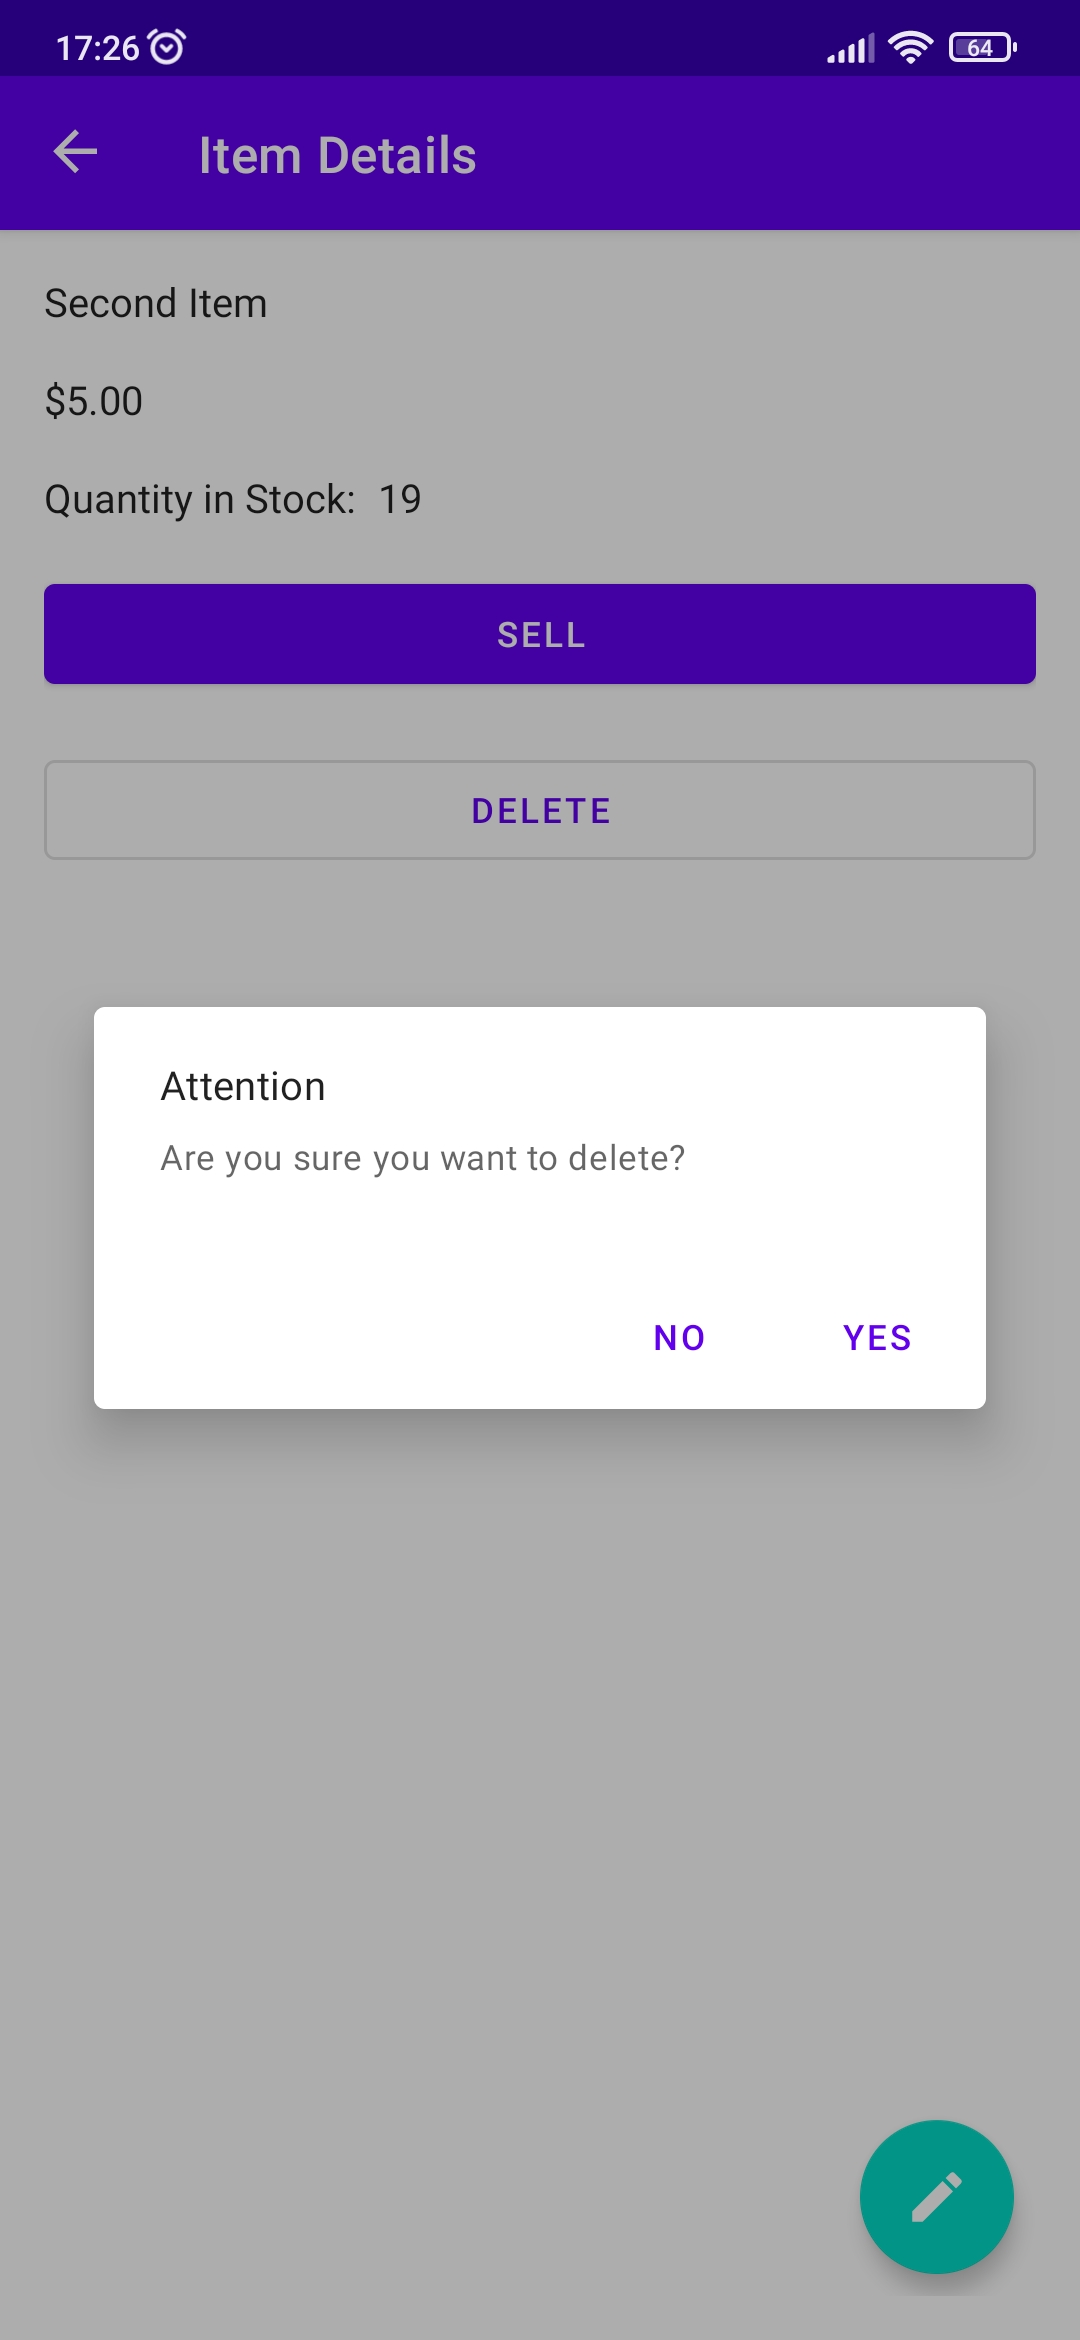 17:26 64
Item Details
Second Item
$5.00
Quantity in Stock: 19
SELL
DELETE
Attention
Are you sure you want to delete?
NO YES